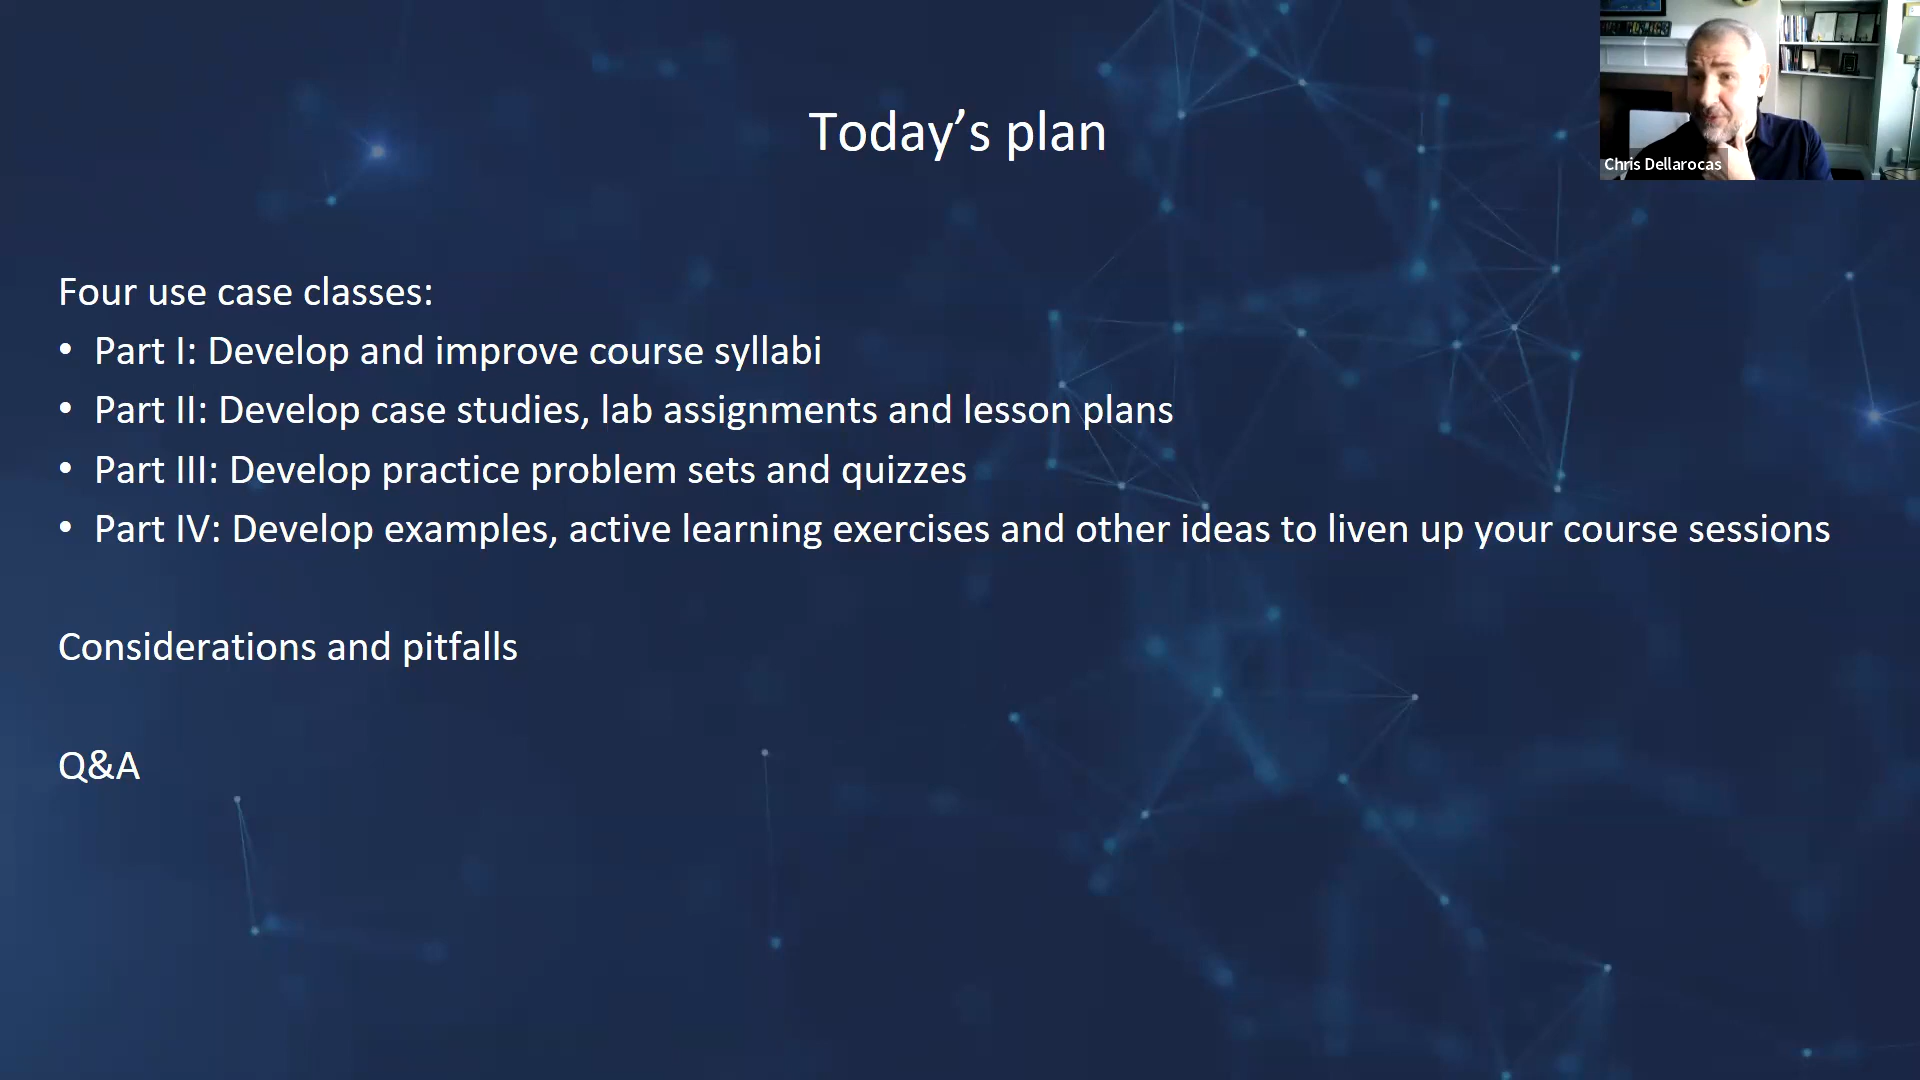 Today’s plan
Chris Dellarocas
Four use case classes:
• Part I: Develop and improve course syllabi
• Part II: Develop case studies, lab assignments and lesson plans
• Part III: Develop practice problem sets and quizzes
• Part IV: Develop examples, active learning exercises and other ideas to liven up your course sessions
Considerations and pitfalls
Q&A